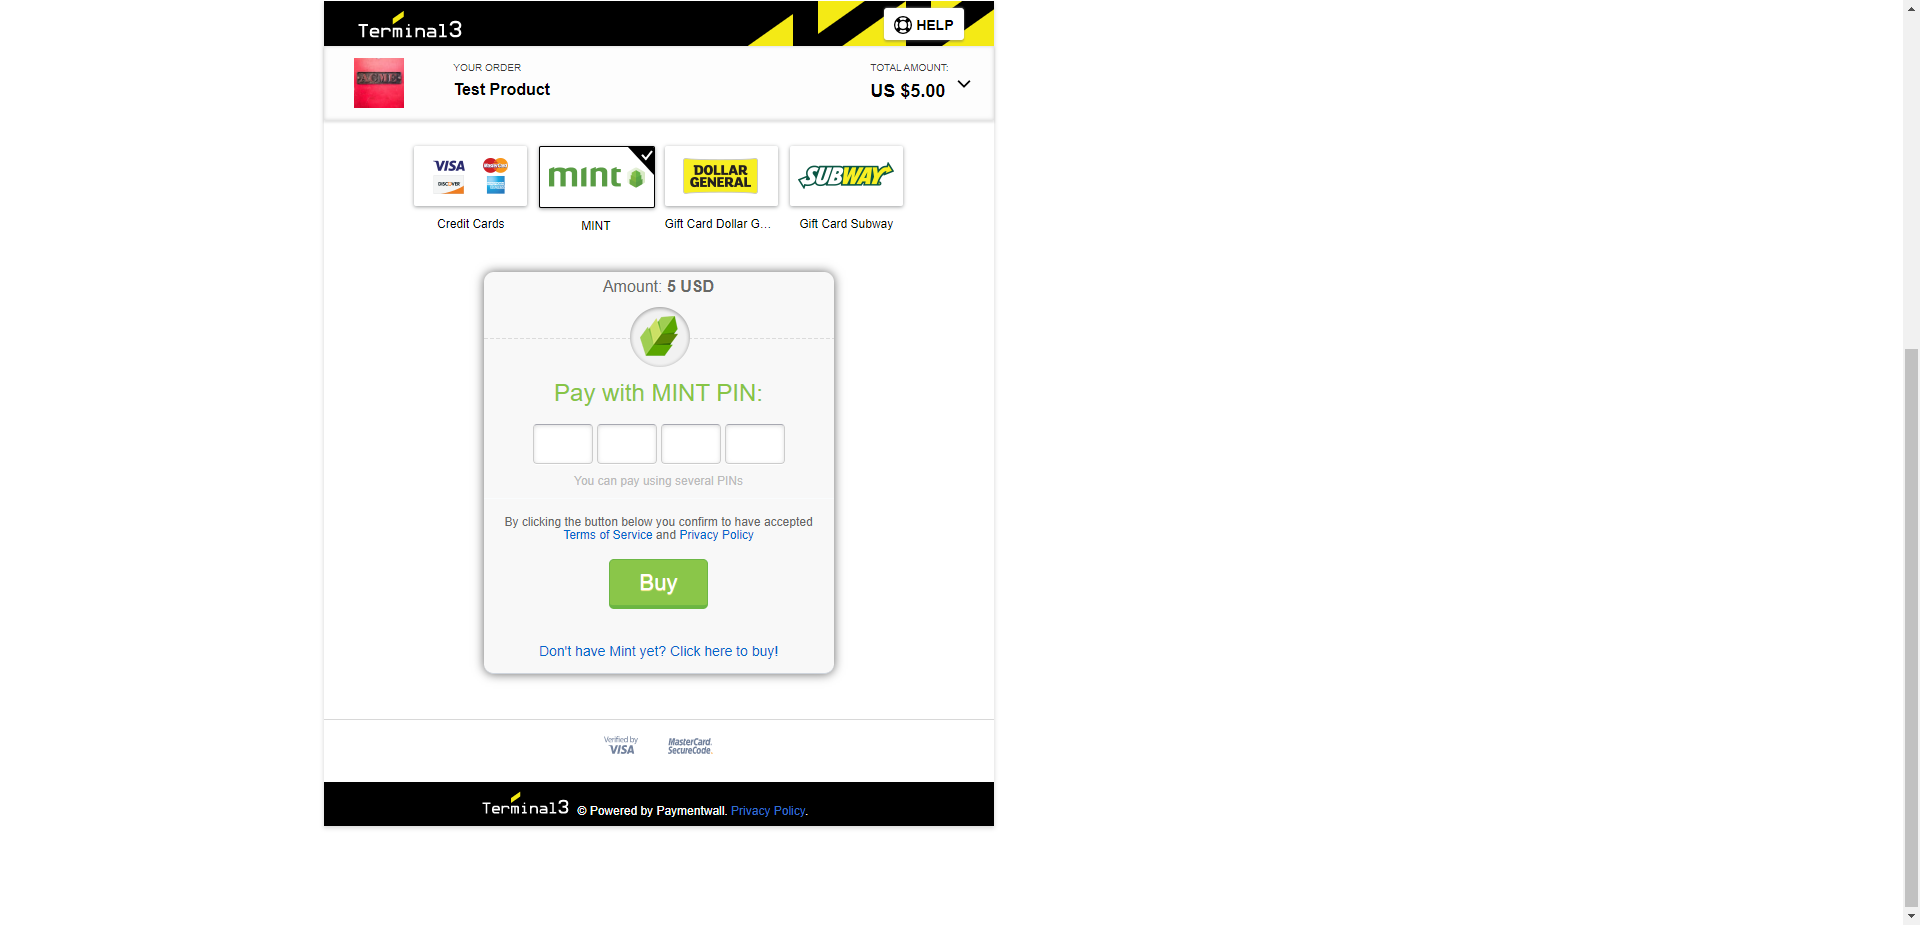 Terminal3
HELP
ACME
YOUR ORDER
Test Product
TOTAL AMOUNT:
US $5.00
VISA
MasterCard
DISCOVER
mint
DOLLAR GENERAL
SUBWAY
Credit Cards
MINT
Gift Card Dollar G...
Gift Card Subway
Amount: 5 USD
Pay with MINT PIN:
You can pay using several PINs
By clicking the button below you confirm to have accepted
Terms of Service and Privacy Policy
Buy
Don't have Mint yet? Click here to buy!
Verified by
VISA
MasterCard.
SecureCode.
Terminal3 © Powered by Paymentwall. Privacy Policy.